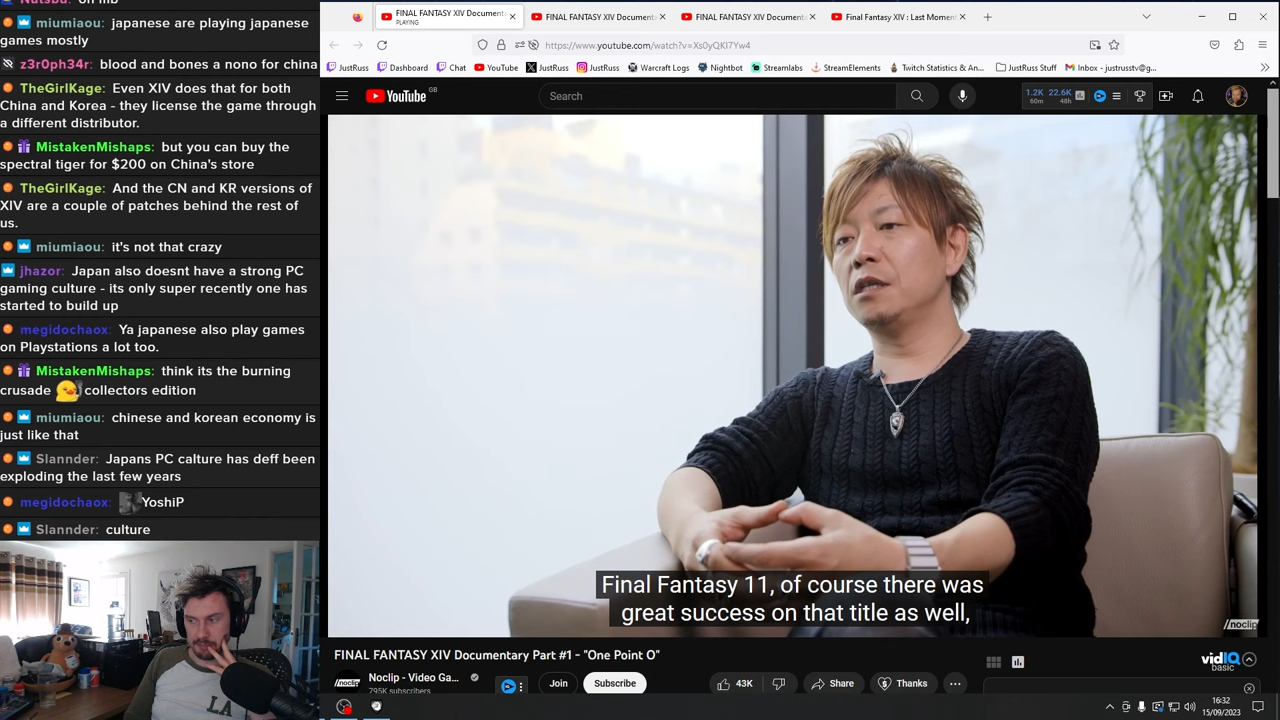 miumiaou: japanese are playing japanese
games mostly
z3r0ph34r: blood and bones a nono for china
TheGirlKage: Even XIV does that for both
China and Korea - they license the game through
a different distributor.
MistakenMishaps: but you can buy the
spectral tiger for $200 on China's store
TheGirlKage: And the CN and KR versions of
XIV are a couple of patches behind the rest of
us.
miumiaou: it's not that crazy
jhazor: Japan also doesnt have a strong PC
gaming culture - its only super recently one has
started to build up
megidochaox: Ya japanese also play games
on Playstations a lot too.
MistakenMishaps: think its the burning
crusade collectors edition
miumiaou: chinese and korean economy is
just like that
Slannder: Japans PC calture has deff been
exploding the last few years
megidochaox: YoshiP
Slannder: culture
FINAL FANTASY XIV Documenta
PLAYING
FINAL FANTASY XIV Documenta
FINAL FANTASY XIV Documenta
Final Fantasy XIV : Last Moment
https://www.youtube.com/watch?v=Xs0yQKI7Yw4
JustRuss
Dashboard
Chat
YouTube
JustRuss
JustRuss
Warcraft Logs
Nightbot
Streamlabs
StreamElements
Twitch Statistics & An...
JustRuss Stuff
Inbox - justrusstv@g...
YouTube GB
Search
1.2K 22.6K
60m 48h
Final Fantasy 11, of course there was
great success on that title as well,
/noclip
FINAL FANTASY XIV Documentary Part #1 - "One Point O"
vidIQ
basic
/noclip
Noclip - Video Ga...
795K subscribers
Join
Subscribe
43K
Share
Thanks
LA
16:32
15/09/2023